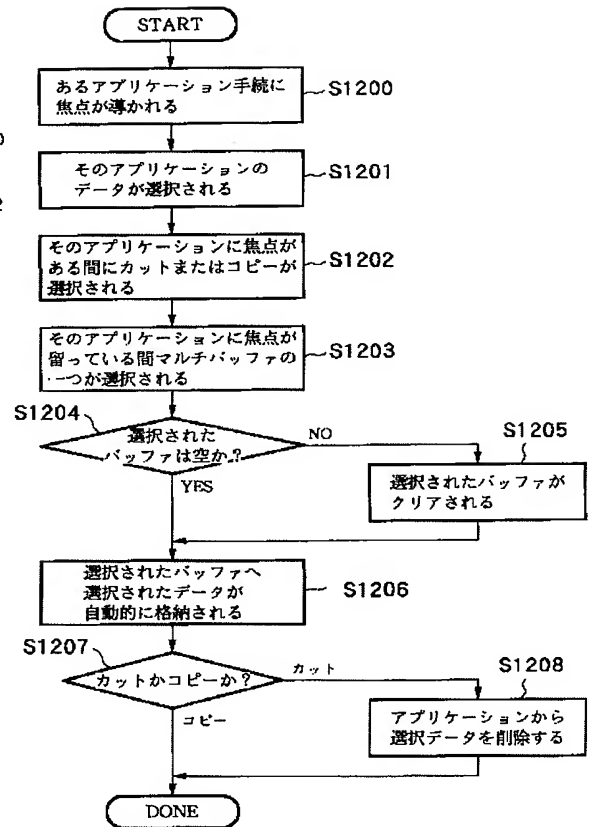 START
あるアプリケーション手続に
焦点が導かれる
S1200
そのアプリケーションの
データが選択される
S1201
そのアプリケーションに焦点が
ある間にカットまたはコピーが
選択される
S1202
そのアプリケーションに焦点が
留っている間マルチバッファの
一つが選択される
S1203
S1204
選択された
バッファは空か?
NO
YES
S1205
選択されたバッファが
クリアされる
選択されたバッファへ
選択されたデータが
自動的に格納される
S1206
S1207
カットかコピーか?
カット
コピー
S1208
アプリケーションから
選択データを削除する
DONE